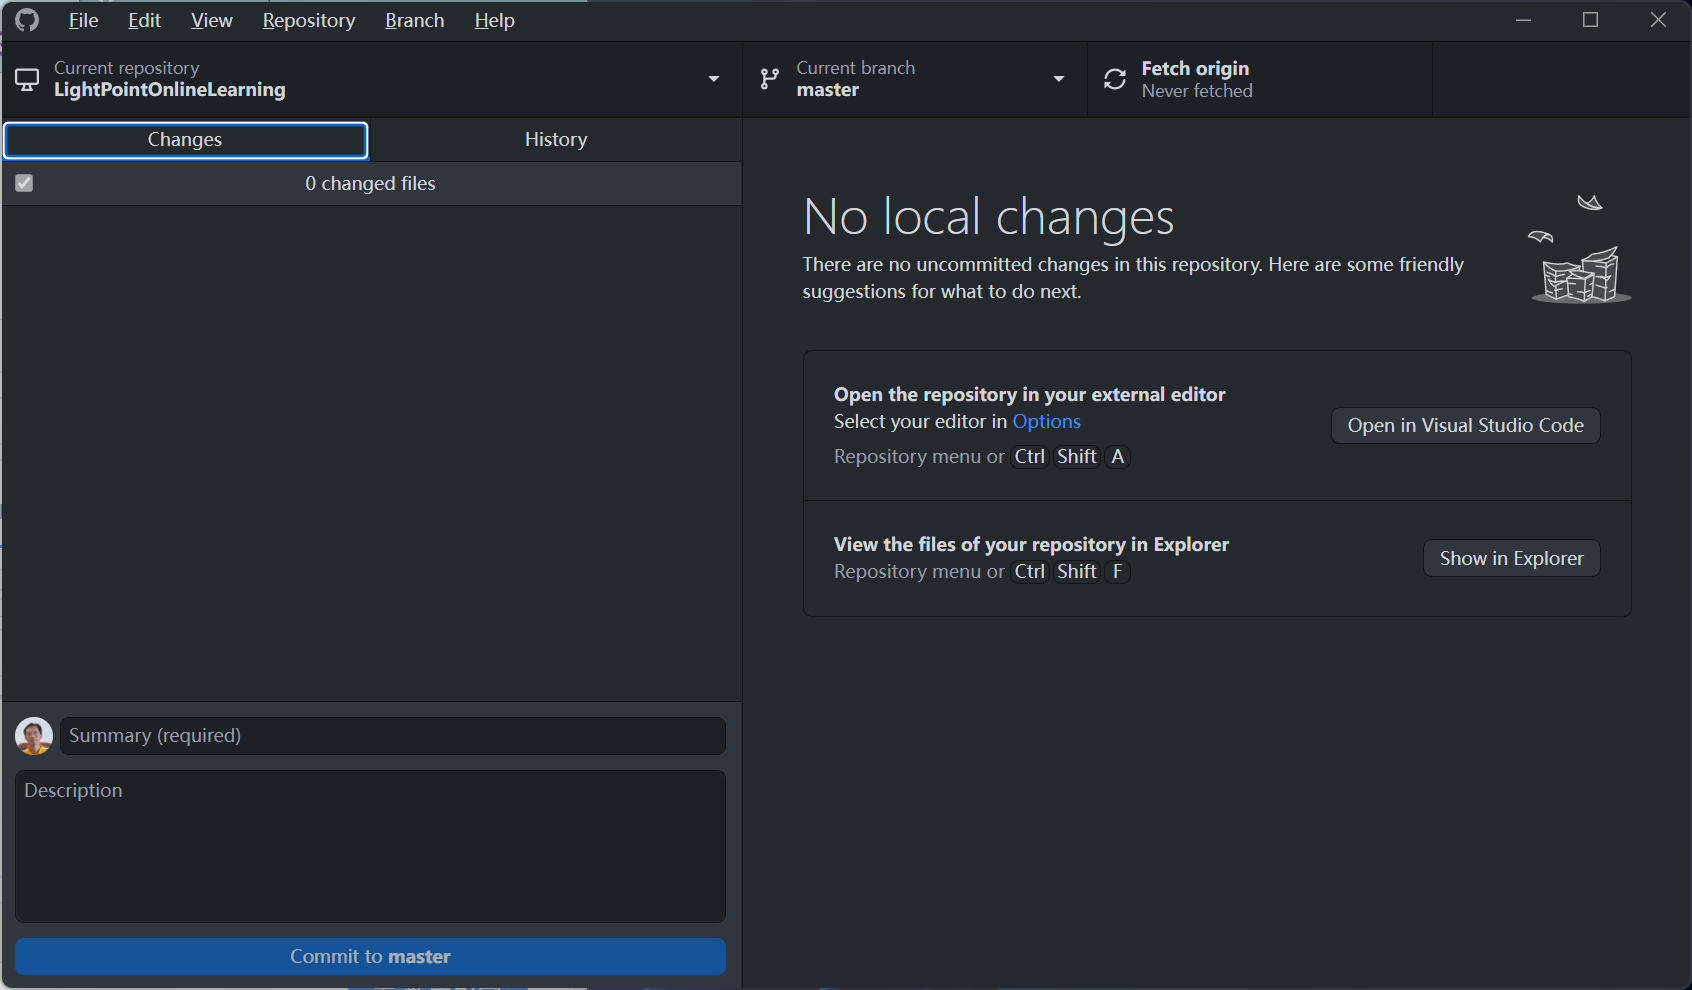 File Edit View Repository Branch Help
Current repository
LightPointOnlineLearning
Current branch
master
Fetch origin
Never fetched
Changes
History
0 changed files
No local changes
There are no uncommitted changes in this repository. Here are some friendly
suggestions for what to do next.
Open the repository in your external editor
Select your editor in Options
Repository menu or Ctrl Shift A
Open in Visual Studio Code
View the files of your repository in Explorer
Repository menu or Ctrl Shift F
Show in Explorer
Summary (required)
Description
Commit to master